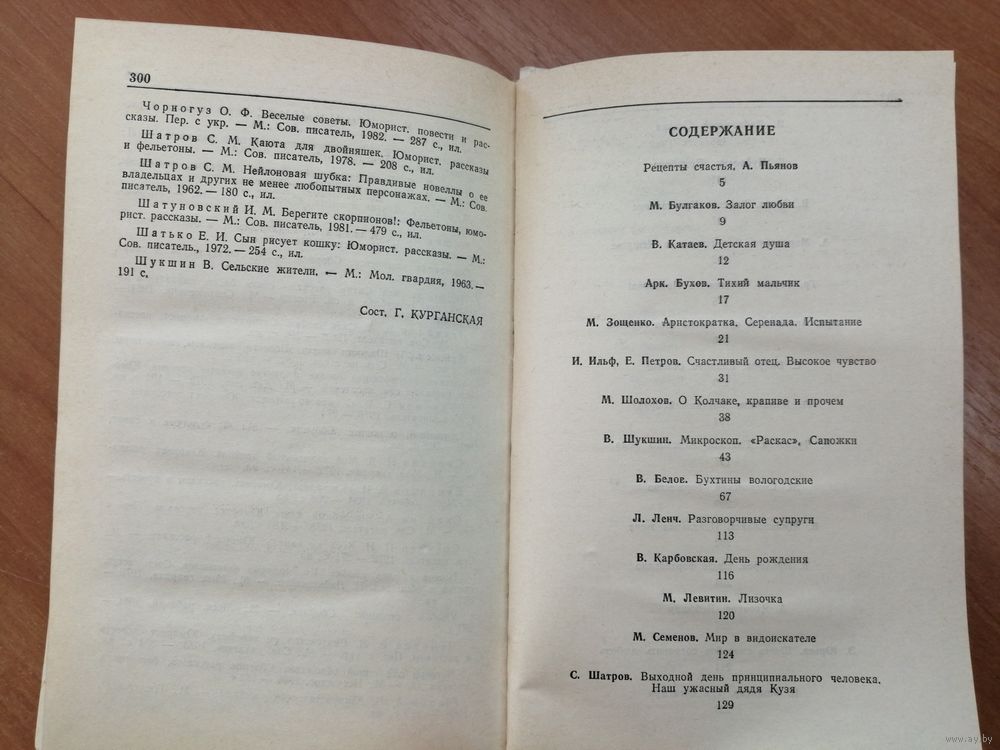 300
Чорногуз О. Ф. Веселые советы. Юморист. повести и рас-
сказы. Пер. с укр. — М.: Сов. писатель, 1982. — 287 с., ил.
Шатров С. М. Каюта для двойняшек. Юморист. рассказы
и фельетоны. — М.: Сов. писатель, 1978. — 208 с., ил.
Шатров С. М. Нейлоновая шубка: Правдивые новеллы о ее
владельцах и других не менее любопытных персонажах. — М.: Сов.
писатель, 1962. — 180 с., ил.
Шатуновский И. М. Берегите скорпионов!: Фельетоны, юмо-
рист. рассказы. — М.: Сов. писатель, 1981. — 479 с., ил.
Шатько Е. И. Сын рисует кошку: Юморист. рассказы. — М.:
Сов. писатель., 1972. — 254 с., ил.
Шукшин В. Сельские жители. — М.: Мол. гвардия, 1963. —
191 с.
Сост. Г. КУРГАНСКАЯ
СОДЕРЖАНИЕ
Рецепты счастья. А. Пьянов
5
М. Булгаков. Залог любви
9
В. Катаев. Детская душа
12
Арк. Бухов. Тихий мальчик
17
М. Зощенко. Аристократка. Серенада. Испытание
21
И. Ильф, Е. Петров. Счастливый отец. Высокое чувство
31
М. Шолохов. О Колчаке, крапиве и прочем
38
В. Шукшин. Микроскоп. «Раскас», Сапожки
43
В. Белов. Бухтины вологодские
67
Л. Ленч. Разговорчивые супруги
113
В. Карбовская. День рождения
116
М. Левитин. Лизочка
120
М. Семенов. Мир в видоискателе
124
С. Шатров. Выходной день принципиального человека.
Наш ужасный дядя Кузя
129
www.ay.by